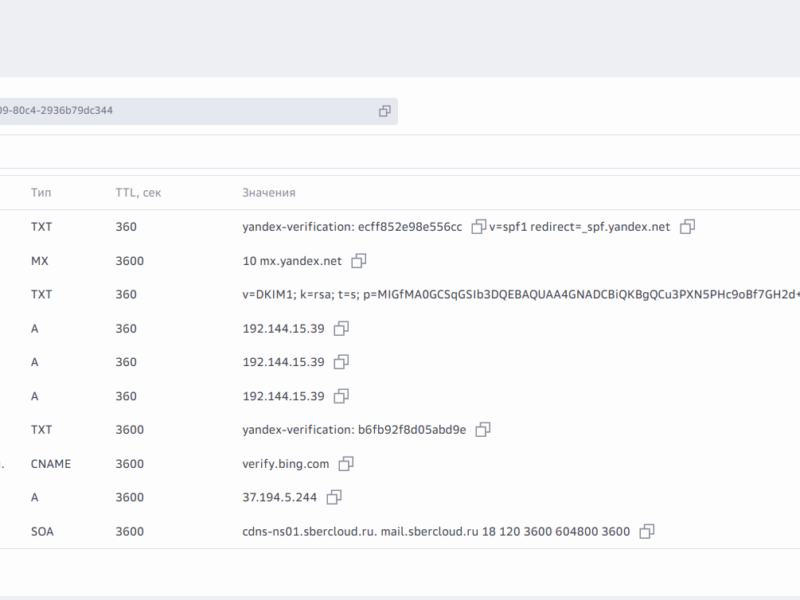 09-80c4-2936b79dc344
Тип TTL, сек Значения
TXT 360 yandex-verification: ecff852e98e556cc v=spf1 redirect=_spf.yandex.net
MX 3600 10 mx.yandex.net
TXT 360 v=DKIM1; k=rsa; t=s; p=MIGfMA0GCSqGSIb3DQEBAQUAA4GNADCBiQKBgQCu3PXN5PHc9oBf7GH2d+
A 360 192.144.15.39
A 360 192.144.15.39
A 360 192.144.15.39
TXT 3600 yandex-verification: b6fb92f8d05abd9e
CNAME 3600 verify.bing.com
A 3600 37.194.5.244
SOA 3600 cdns-ns01.sbercloud.ru. mail.sbercloud.ru 18 120 3600 604800 3600